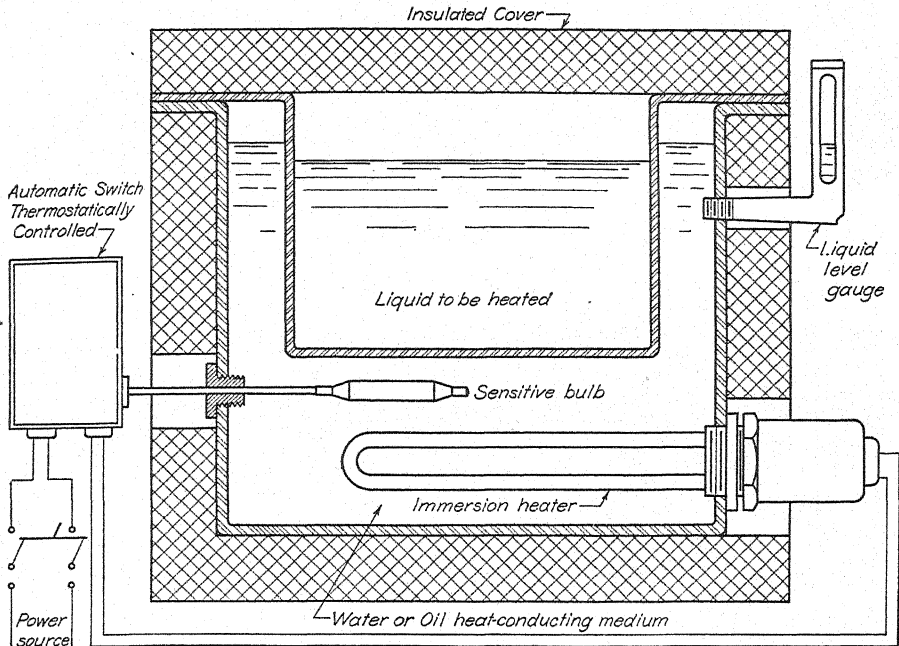 Insulated Cover
Automatic Switch
Thermostatically
Controlled
Liquid
level
gauge
Liquid to be heated
Sensitive bulb
Immersion heater
Water or Oil heat-conducting medium
Power
source